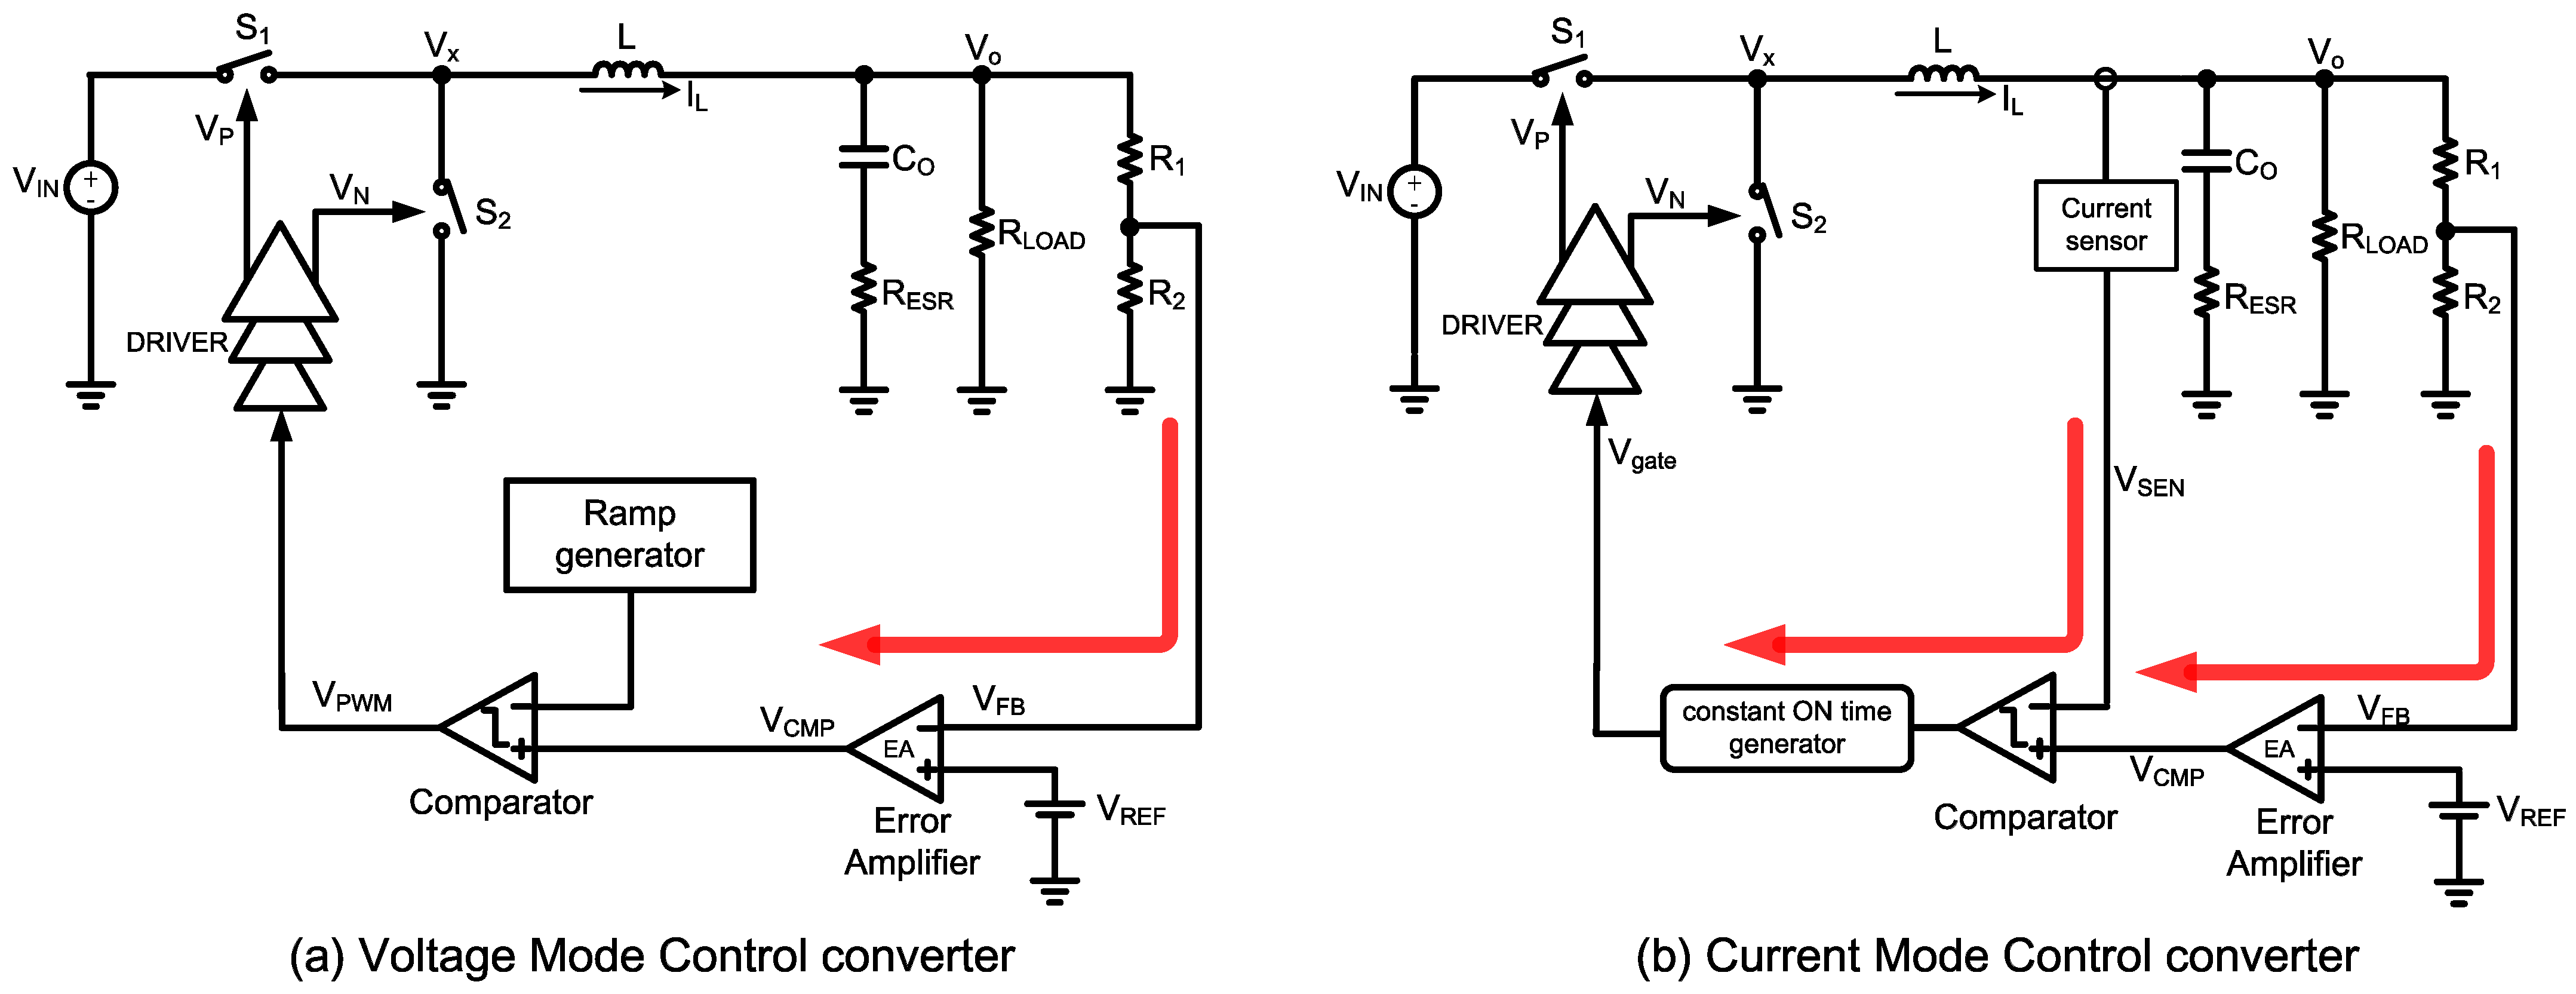 S1
Vx
L
Vo
IL
VP
VIN
+
-
VN
S2
CO
R1
RLOAD
RESR
R2
DRIVER
Ramp
generator
VPWM
VCMP
VFB
EA
Comparator
Error
Amplifier
VREF
(a) Voltage Mode Control converter
S1
Vx
L
Vo
IL
VP
VIN
+
-
VN
S2
Current
sensor
CO
R1
RLOAD
RESR
R2
DRIVER
Vgate
VSEN
constant ON time
generator
VFB
EA
VCMP
Comparator
Error
Amplifier
VREF
(b) Current Mode Control converter